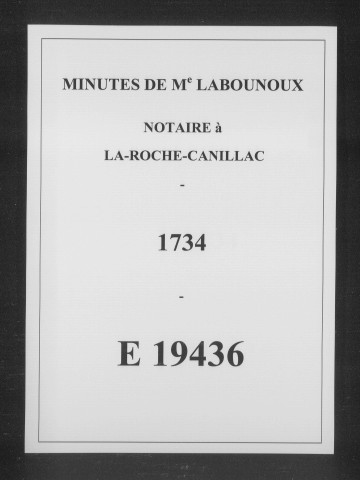 MINUTES DE Me LABOUNOUX
NOTAIRE à
LA-ROCHE-CANILLAC
-
1734
-
E 19436